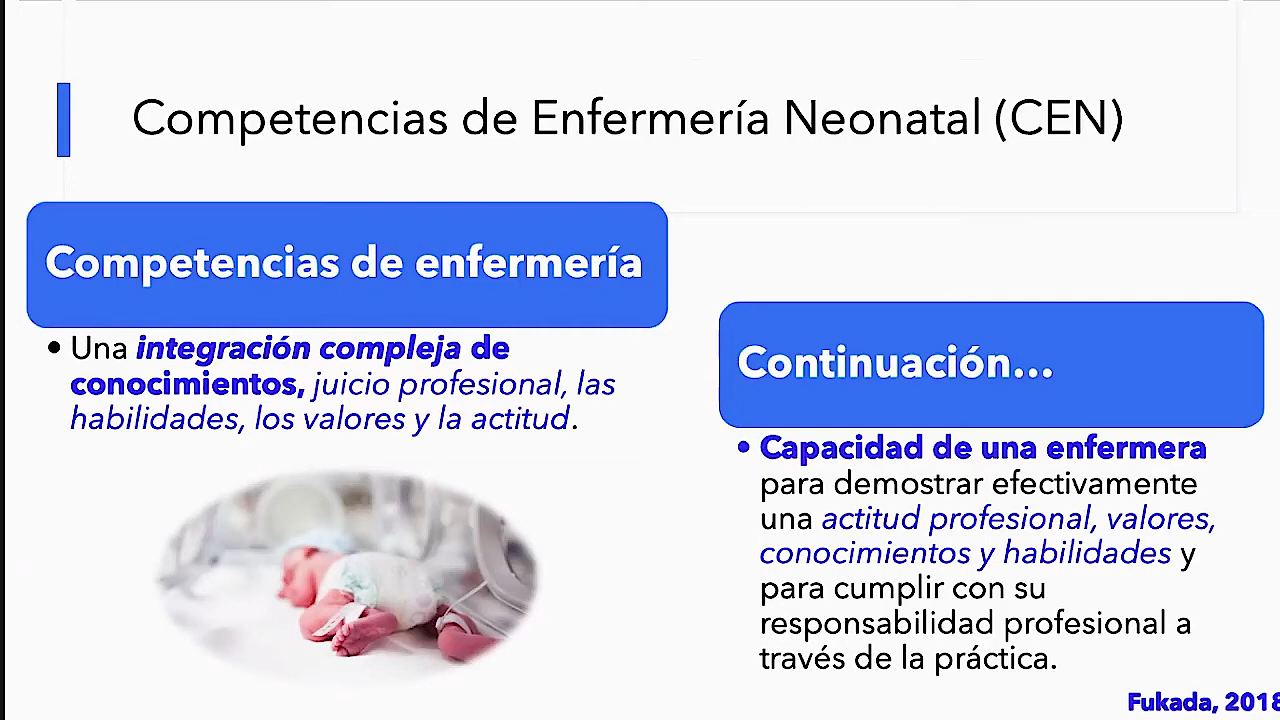 Competencias de Enfermería Neonatal (CEN)
Competencias de enfermería
• Una integración compleja de
conocimientos, juicio profesional, las
habilidades, los valores y la actitud.
Continuación...
• Capacidad de una enfermera
para demostrar efectivamente
una actitud profesional, valores,
conocimientos y habilidades y
para cumplir con su
responsabilidad profesional a
través de la práctica.
Fukada, 2018